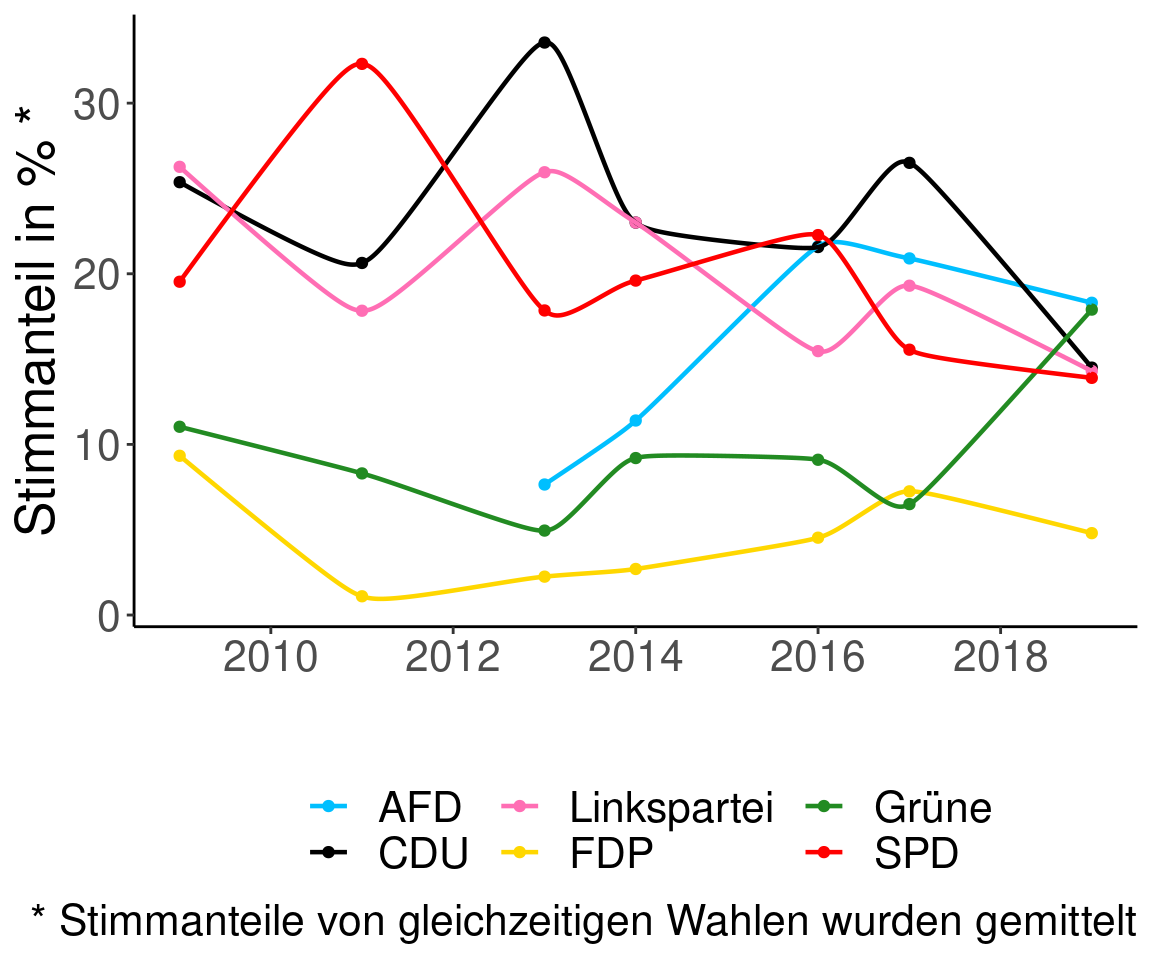 Stimmanteil in % *
30
20
10
0
2010 2012 2014 2016 2018
AFD Linkspartei Grüne
CDU FDP SPD
* Stimmanteile von gleichzeitigen Wahlen wurden gemittelt